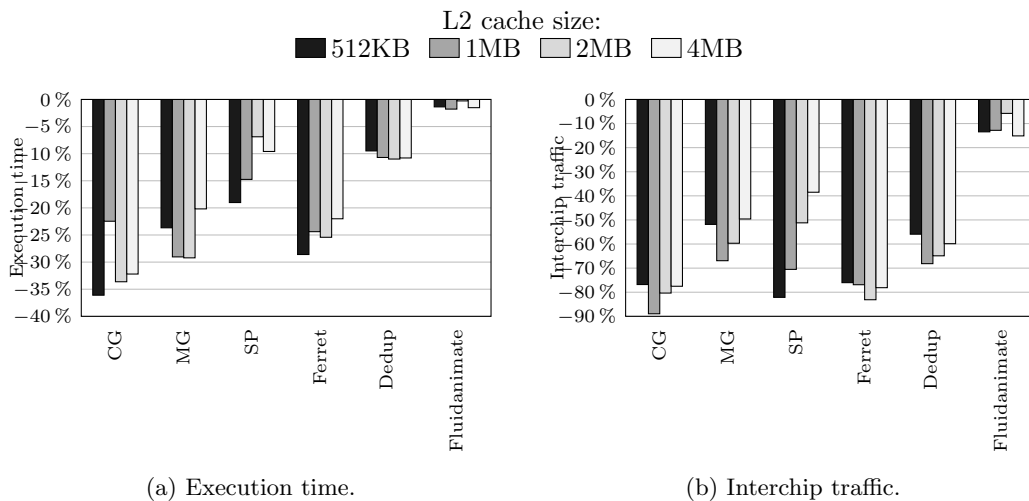 L2 cache size:
512KB 1MB 2MB 4MB
Execution time
0 %
−5 %
−10 %
−15 %
−20 %
−25 %
−30 %
−35 %
−40 %
CG
MG
SP
Ferret
Dedup
Fluidanimate
(a) Execution time.
Interchip traffic
0 %
−10 %
−20 %
−30 %
−40 %
−50 %
−60 %
−70 %
−80 %
−90 %
CG
MG
SP
Ferret
Dedup
Fluidanimate
(b) Interchip traffic.